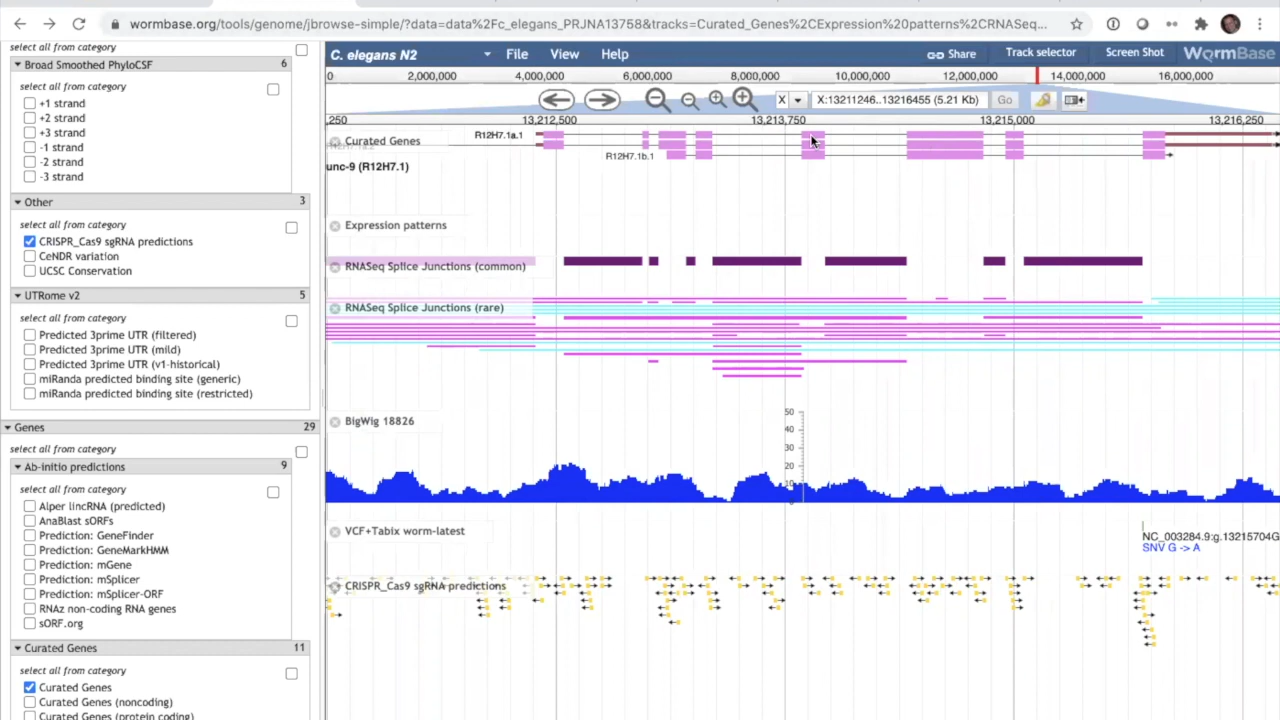 wormbase.org/tools/genome/jbrowse-simple/?data=data%2Fc_elegans_PRJNA13758&tracks=Curated_Genes%2CExpression%20patterns%2CRNASeq...
select all from category
Broad Smoothed PhyloCSF 6
select all from category
+1 strand
+2 strand
+3 strand
-1 strand
-2 strand
-3 strand
Other 3
select all from category
CRISPR_Cas9 sgRNA predictions
CeNDR variation
UCSC Conservation
UTRome v2 5
select all from category
Predicted 3prime UTR (filtered)
Predicted 3prime UTR (mild)
Predicted 3prime UTR (v1-historical)
miRanda predicted binding site (generic)
miRanda predicted binding site (restricted)
Genes 29
select all from category
Ab-initio predictions 9
select all from category
Alper lincRNA (predicted)
AnaBlast sORFs
Prediction: GeneFinder
Prediction: GeneMarkHMM
Prediction: mGene
Prediction: mSplicer
Prediction: mSplicer-ORF
RNAz non-coding RNA genes
sORF.org
Curated Genes 11
select all from category
Curated Genes
Curated Genes (noncoding)
Curated Genes (protein coding)
C. elegans N2 File View Help Share Track selector Screen Shot WormBase
0 2,000,000 4,000,000 6,000,000 8,000,000 10,000,000 12,000,000 14,000,000 16,000,000
X X:13211246..13216455 (5.21 Kb) Go
,250 13,212,500 13,213,750 13,215,000 13,216,250
R12H7.1a.1
Curated Genes
R12H7.1b.1
unc-9 (R12H7.1)
Expression patterns
RNASeq Splice Junctions (common)
RNASeq Splice Junctions (rare)
BigWig 18826
50
40
30
20
10
0
VCF+Tabix worm-latest
NC_003284.9:g.13215704G
SNV G -> A
CRISPR_Cas9 sgRNA predictions